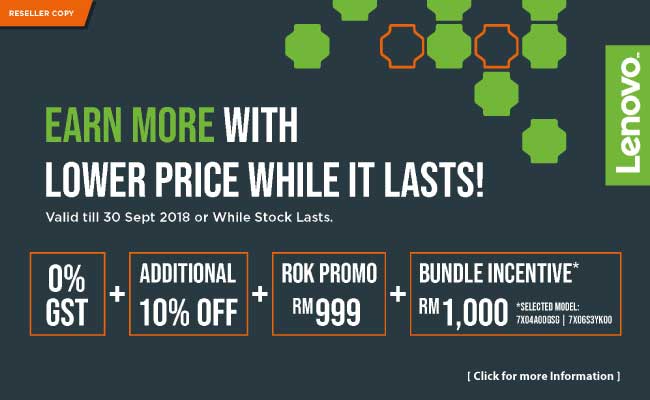 RESELLER COPY
Lenovo™
EARN MORE WITH
LOWER PRICE WHILE IT LASTS!
Valid till 30 Sept 2018 or While Stock Lasts.
0%
GST
+
ADDITIONAL
10% OFF
+
ROK PROMO
RM999
+
BUNDLE INCENTIVE*
RM1,000
*SELECTED MODEL:
7X04A00GSG | 7X06S3YK00
[ Click for more Information ]